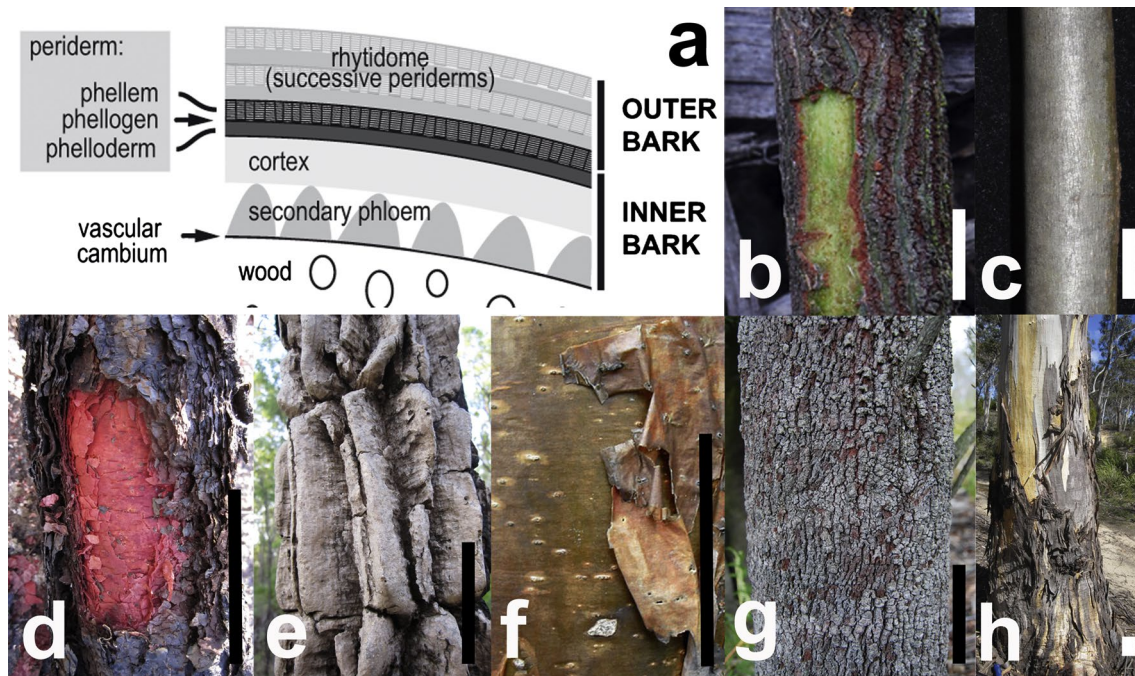 a
periderm:
phellem
phellogen
phelloderm
rhytidome
(successive periderms)
OUTER
BARK
cortex
secondary phloem
INNER
BARK
vascular
cambium
wood
b
c
d
e
f
g
h